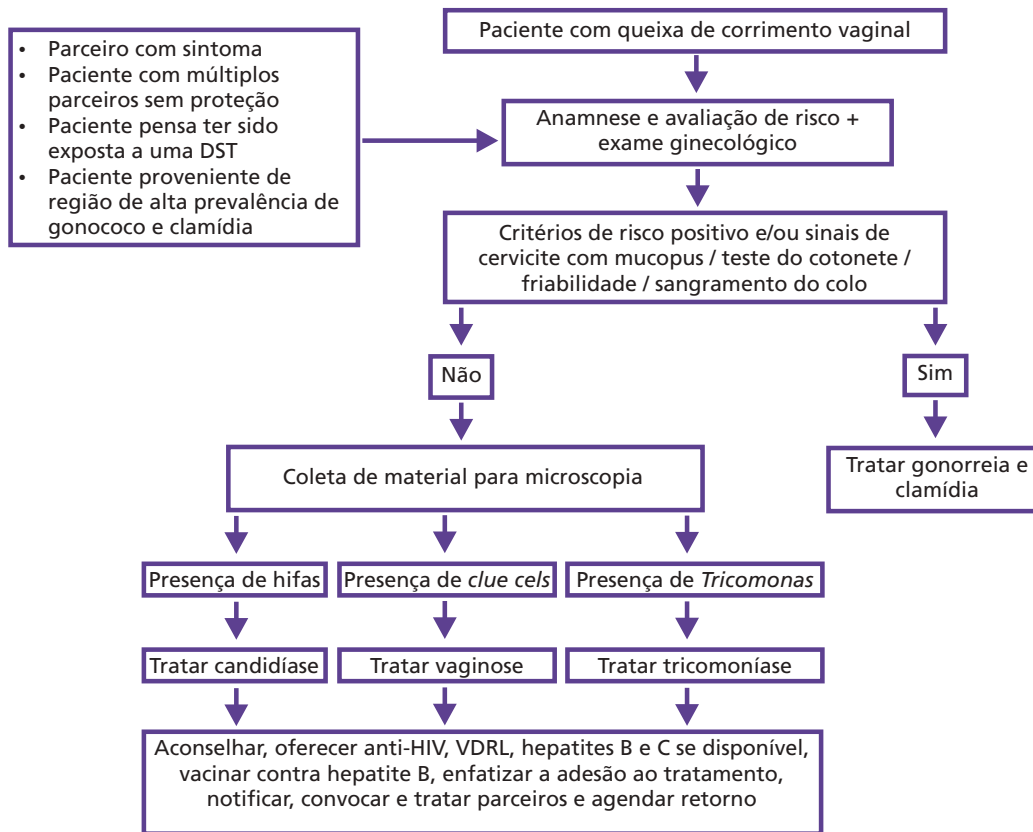 • Parceiro com sintoma
• Paciente com múltiplos
parceiros sem proteção
• Paciente pensa ter sido
exposta a uma DST
• Paciente proveniente de
região de alta prevalência de
gonococo e clamídia
Paciente com queixa de corrimento vaginal
Anamnese e avaliação de risco +
exame ginecológico
Critérios de risco positivo e/ou sinais de
cervicite com mucopus / teste do cotonete /
friabilidade / sangramento do colo
Não
Sim
Coleta de material para microscopia
Tratar gonorreia e
clamídia
Presença de hifas
Presença de clue cels
Presença de Tricomonas
Tratar candidíase
Tratar vaginose
Tratar tricomoníase
Aconselhar, oferecer anti-HIV, VDRL, hepatites B e C se disponível,
vacinar contra hepatite B, enfatizar a adesão ao tratamento,
notificar, convocar e tratar parceiros e agendar retorno